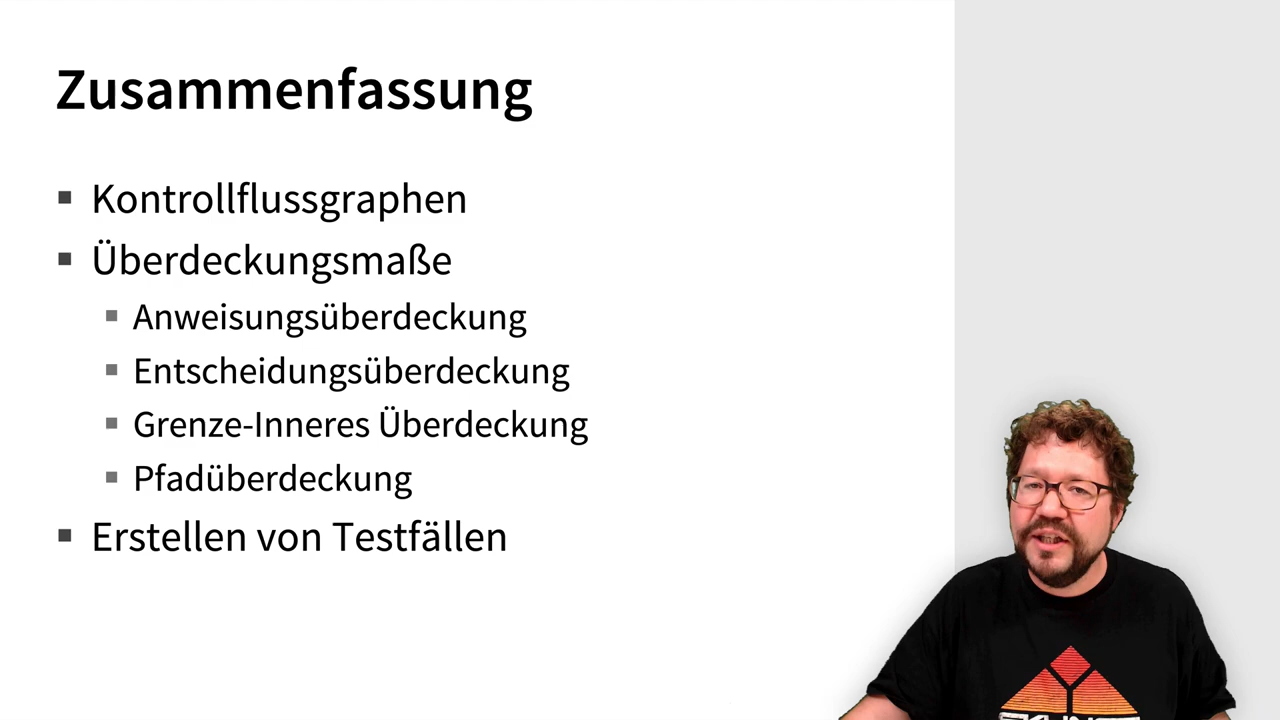 Zusammenfassung
Kontrollflussgraphen
Überdeckungsmaße
Anweisungsüberdeckung
Entscheidungsüberdeckung
Grenze-Inneres Überdeckung
Pfadüberdeckung
Erstellen von Testfällen